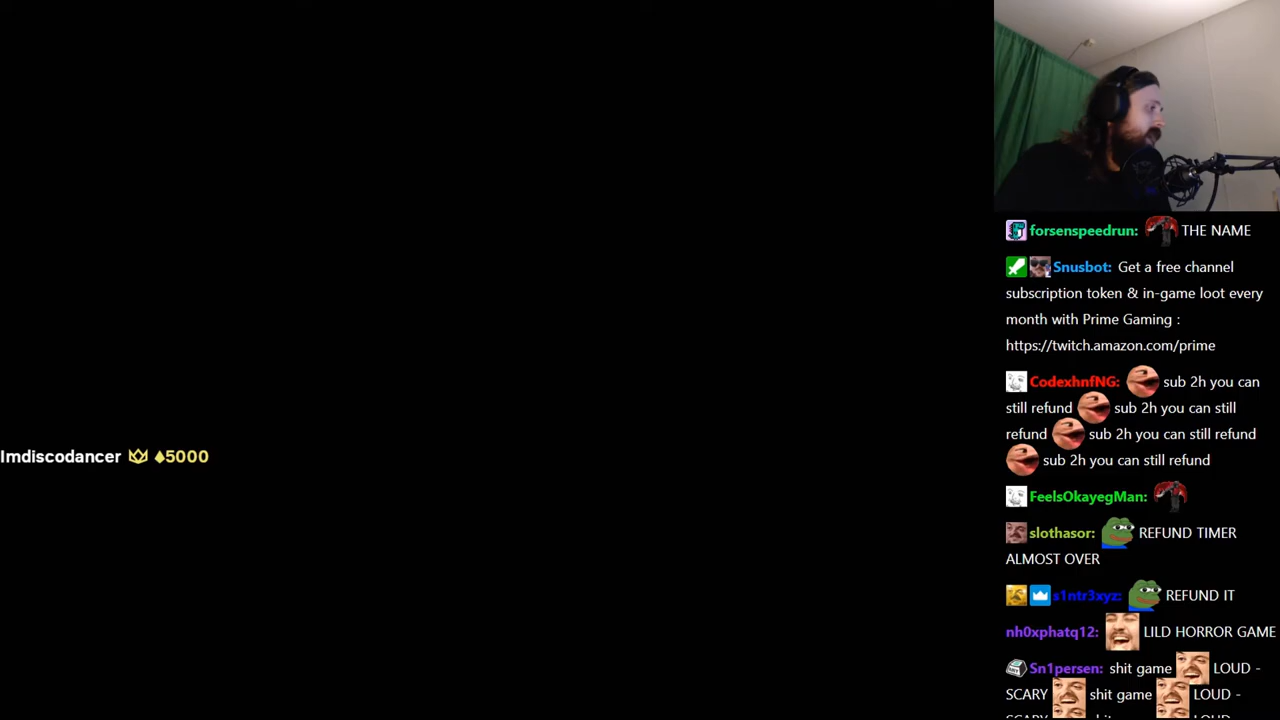 forsenspeedrun: THE NAME
Snusbot: Get a free channel
subscription token & in-game loot every
month with Prime Gaming :
https://twitch.amazon.com/prime
CodexhnfNG: sub 2h you can
still refund sub 2h you can still
refund sub 2h you can still refund
sub 2h you can still refund
Imdiscodancer ♦5000
FeelsOkayegMan:
slothasor: REFUND TIMER
ALMOST OVER
s1ntr3xyz: REFUND IT
nh0xphatq12: LILD HORROR GAME
Sn1persen: shit game LOUD -
SCARY shit game LOUD -